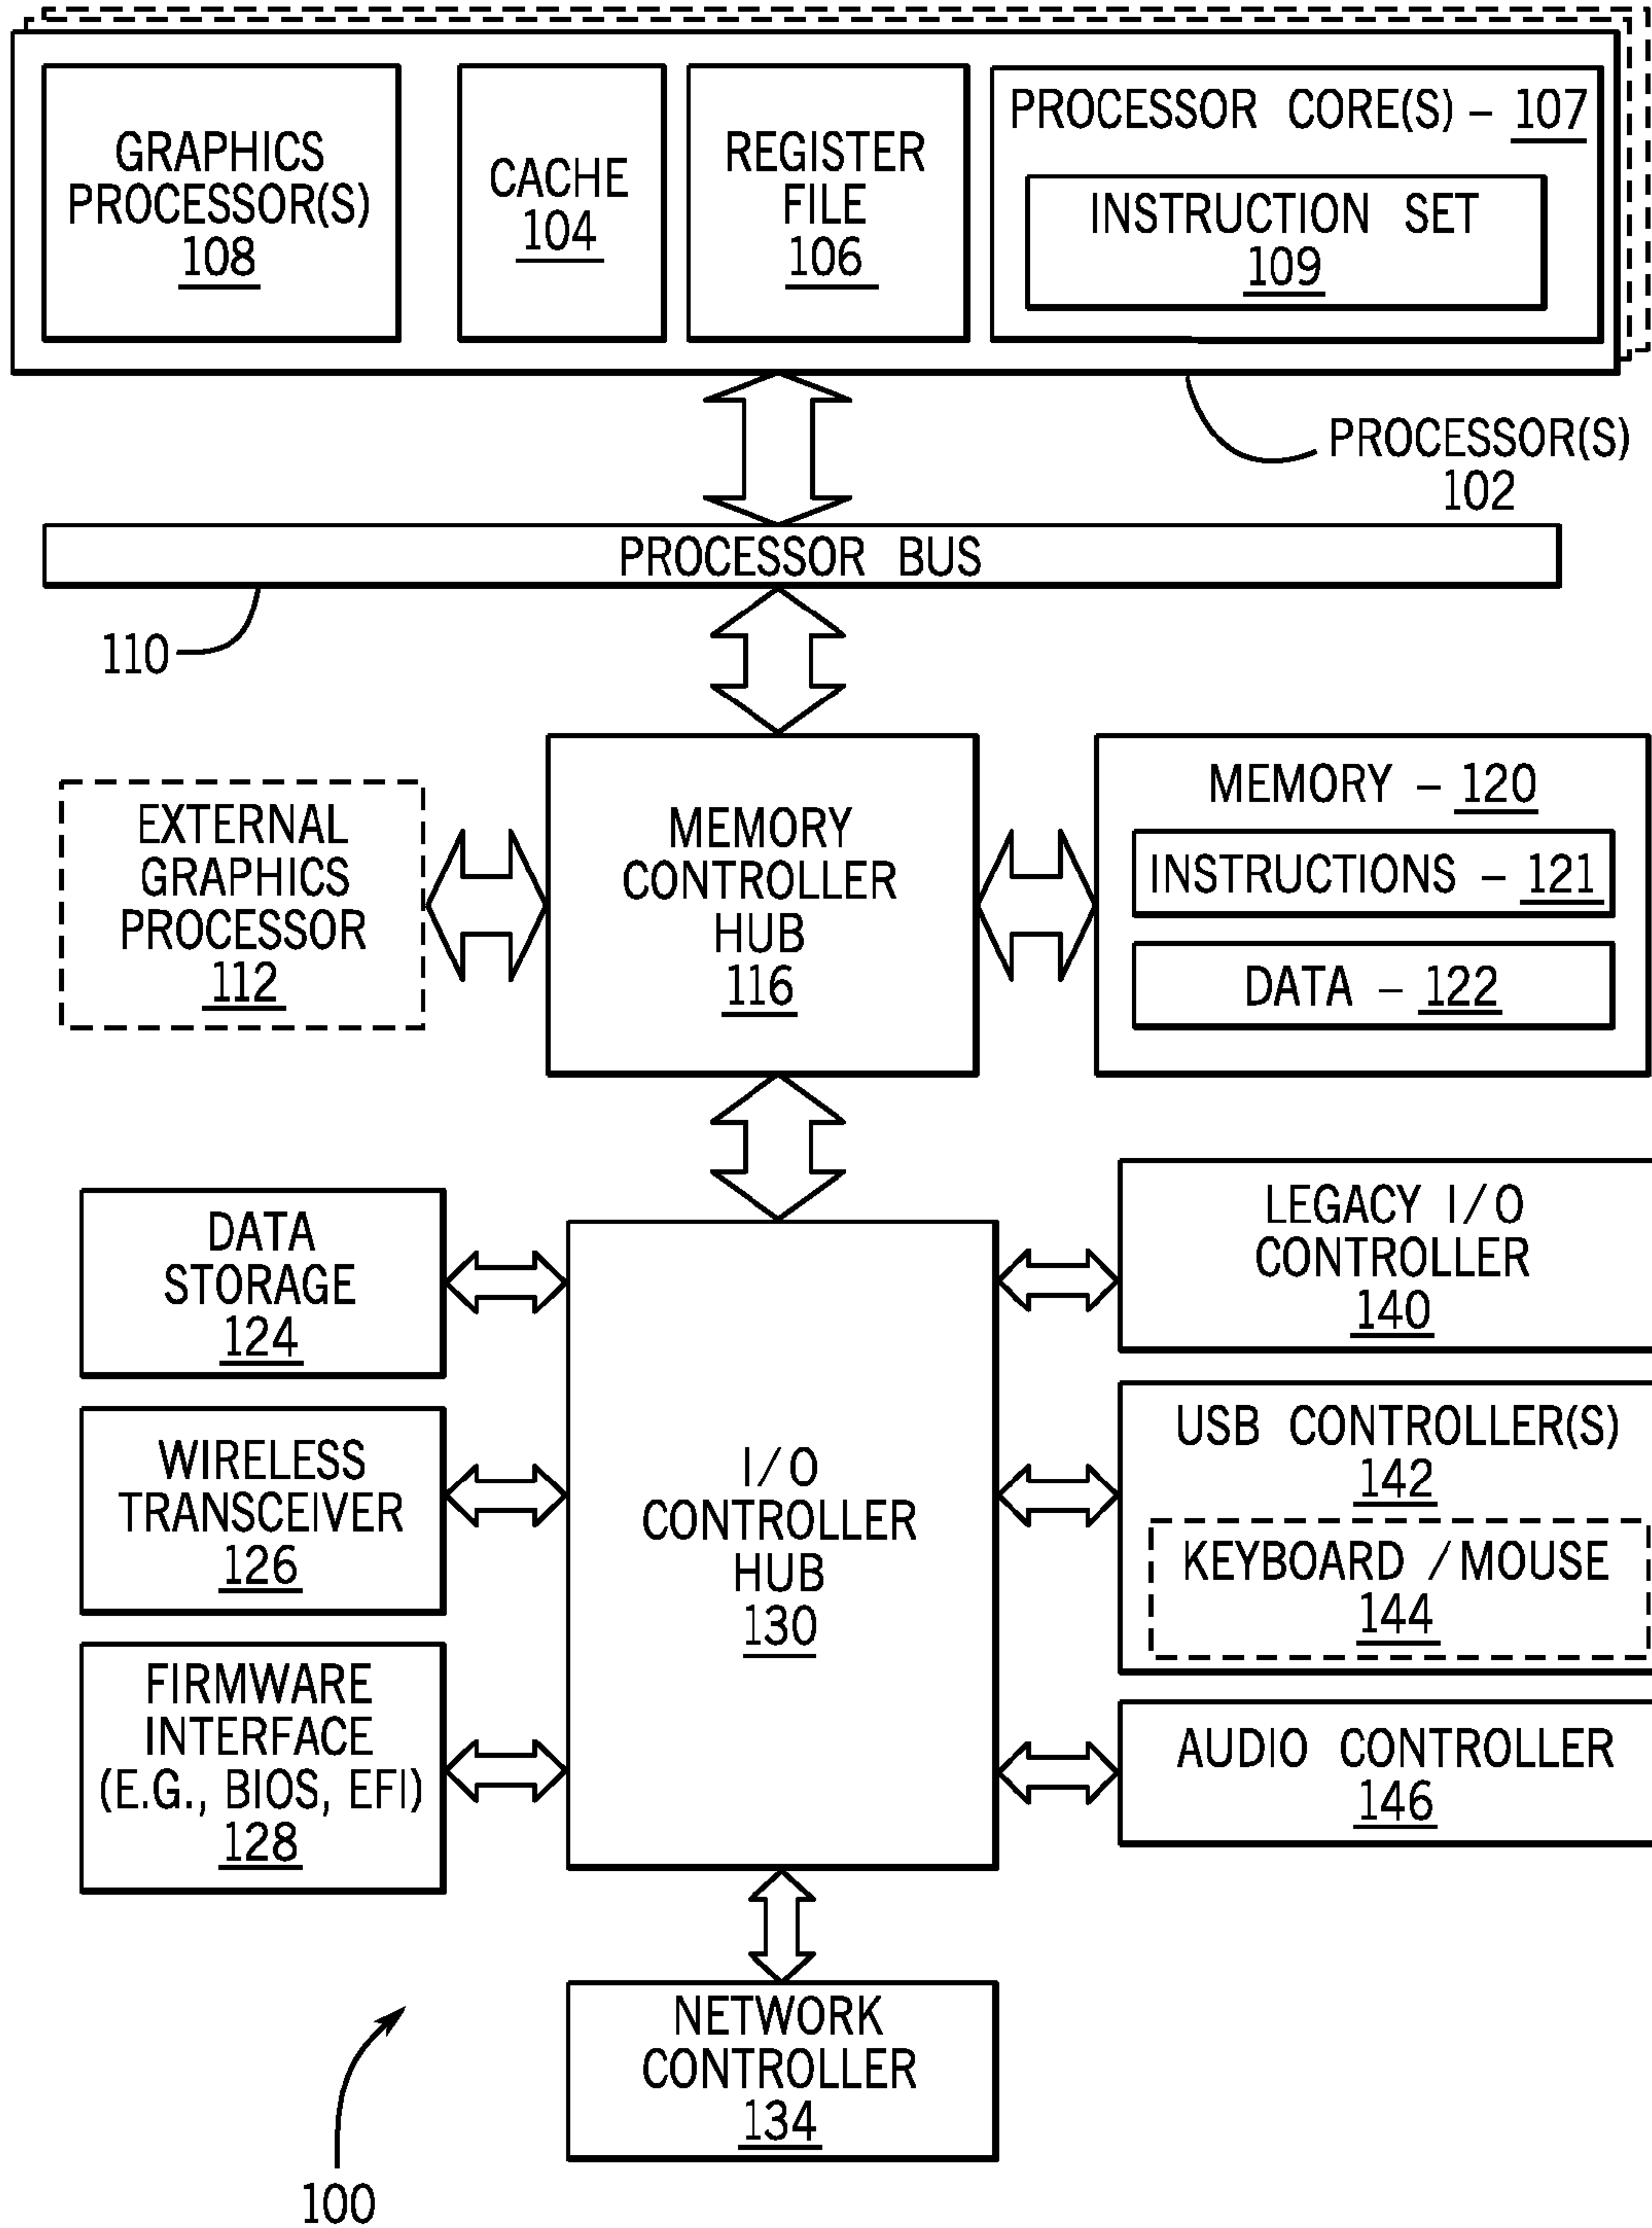 GRAPHICS
PROCESSOR(S)
108
CACHE
104
REGISTER
FILE
106
PROCESSOR CORE(S) – 107
INSTRUCTION SET
109
PROCESSOR(S)
102
PROCESSOR BUS
110
EXTERNAL
GRAPHICS
PROCESSOR
112
MEMORY
CONTROLLER
HUB
116
MEMORY – 120
INSTRUCTIONS – 121
DATA – 122
DATA
STORAGE
124
WIRELESS
TRANSCEIVER
126
FIRMWARE
INTERFACE
(E.G., BIOS, EFI)
128
I/O
CONTROLLER
HUB
130
LEGACY I/O
CONTROLLER
140
USB CONTROLLER(S)
142
KEYBOARD /MOUSE
144
AUDIO CONTROLLER
146
NETWORK
CONTROLLER
134
100